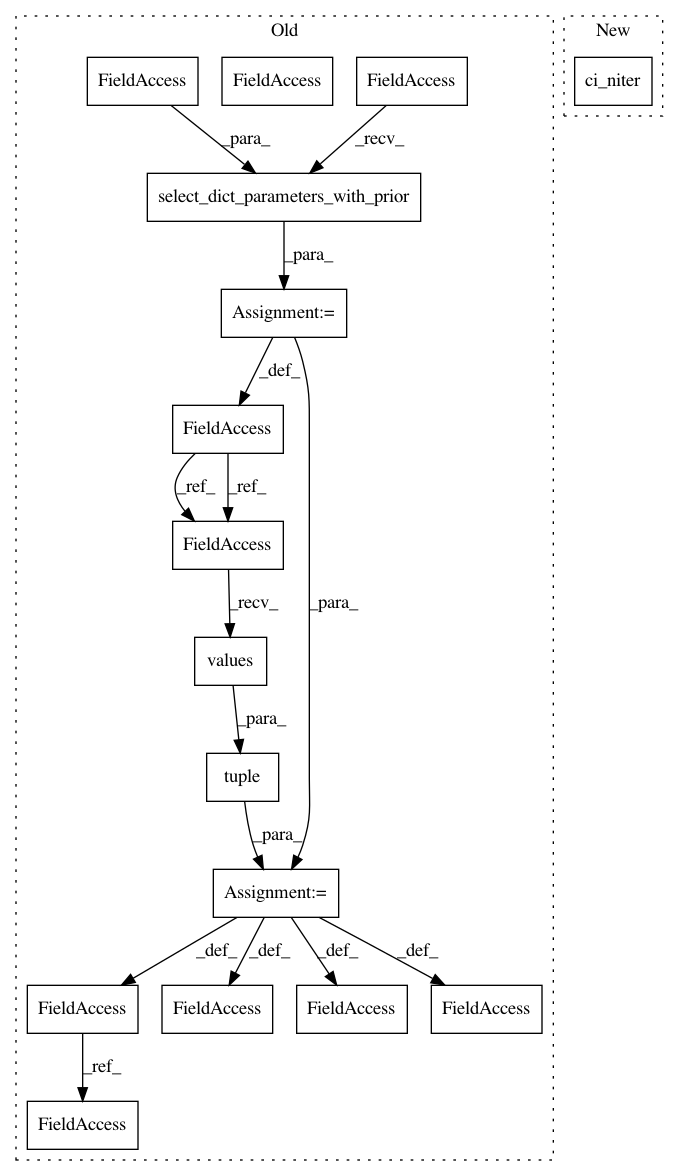 Old
New
FieldAccess
FieldAccess
FieldAccess
ci_niter
_para_
_recv_
select_dict_parameters_with_prior
_para_
Assignment:=
_def_
FieldAccess
_ref_
_ref_
FieldAccess
_recv_
_para_
values
_para_
tuple
_para_
Assignment:=
_def_
_def_
_def_
_def_
FieldAccess
FieldAccess
FieldAccess
FieldAccess
_ref_
FieldAccess